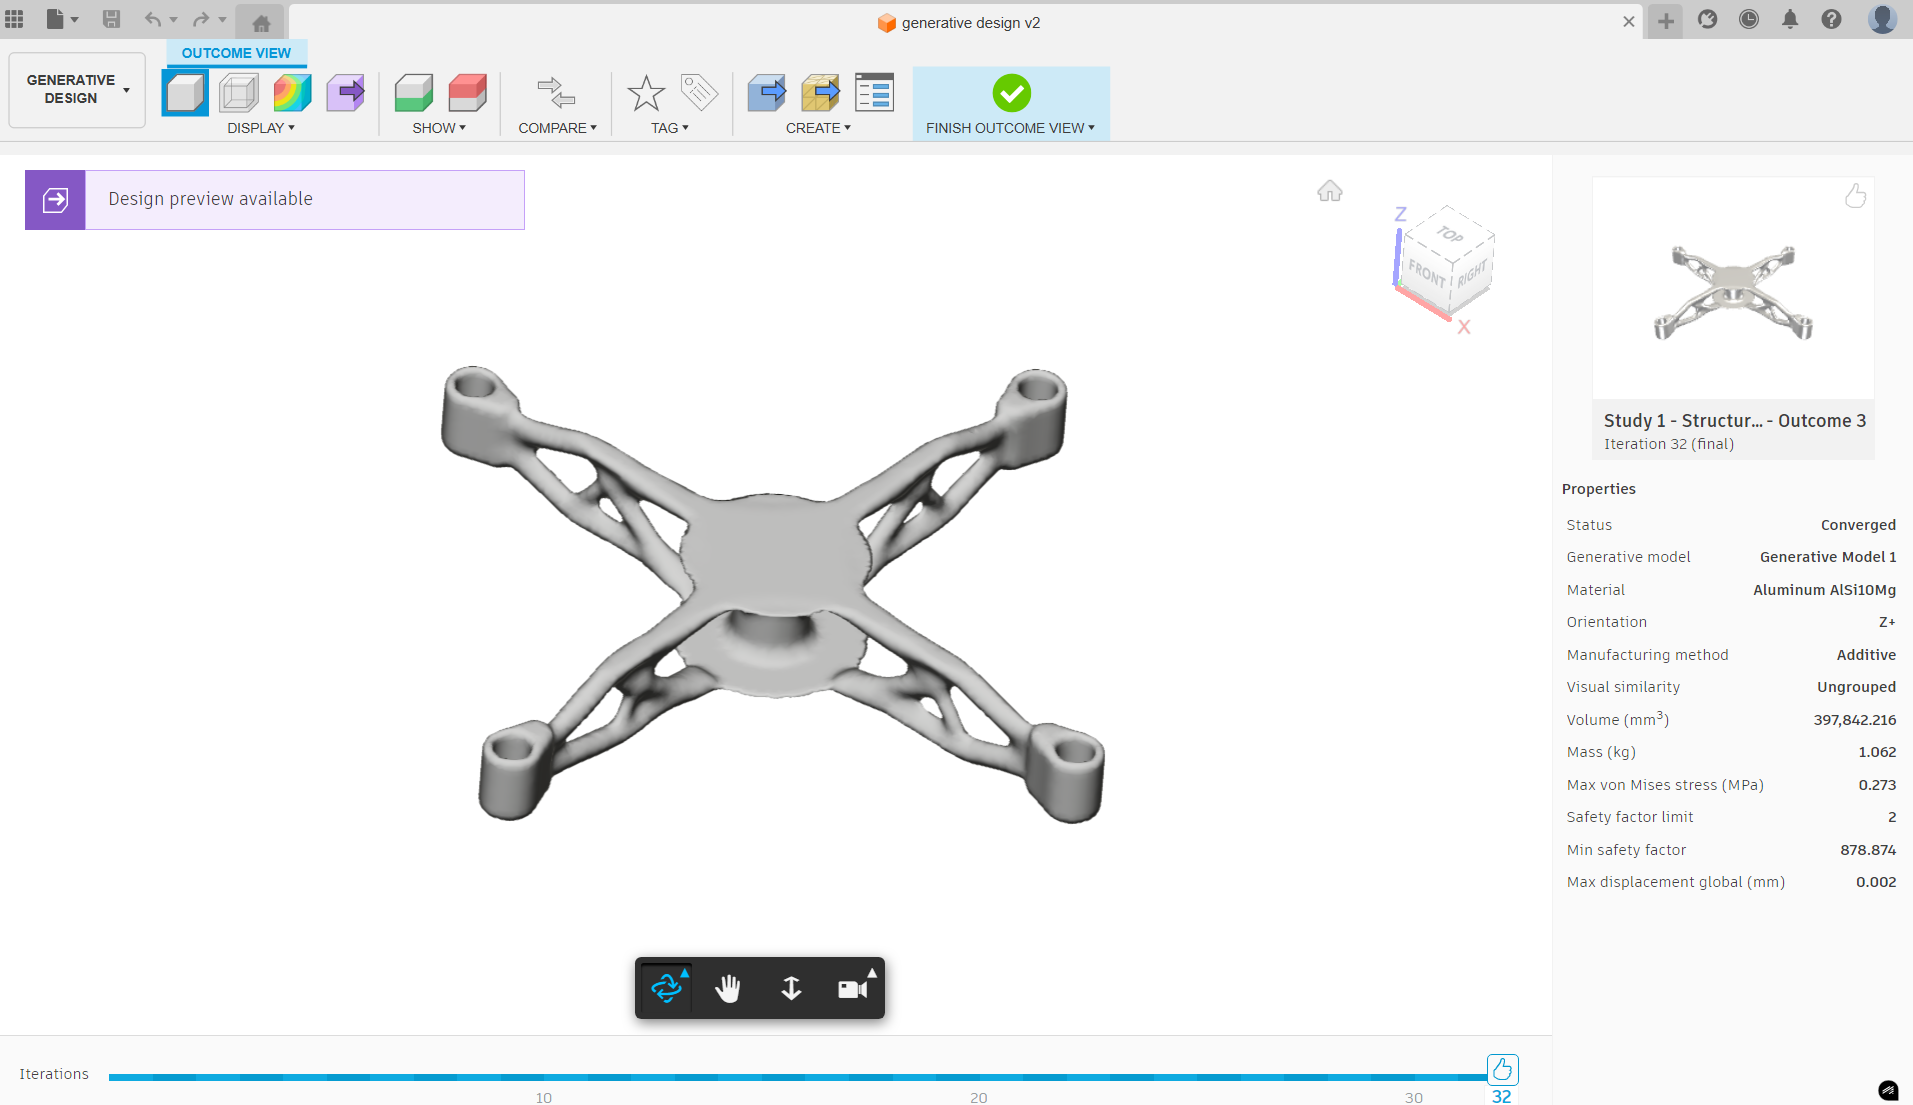 generative design v2
OUTCOME VIEW
GENERATIVE
DESIGN
DISPLAY
SHOW
COMPARE
TAG
CREATE
FINISH OUTCOME VIEW
Design preview available
Z
TOP
FRONT
RIGHT
X
Study 1 - Structur... - Outcome 3
Iteration 32 (final)
Properties
Status Converged
Generative model Generative Model 1
Material Aluminum AlSi10Mg
Orientation Z+
Manufacturing method Additive
Visual similarity Ungrouped
Volume (mm³) 397,842.216
Mass (kg) 1.062
Max von Mises stress (MPa) 0.273
Safety factor limit 2
Min safety factor 878.874
Max displacement global (mm) 0.002
Iterations
10 20 30 32